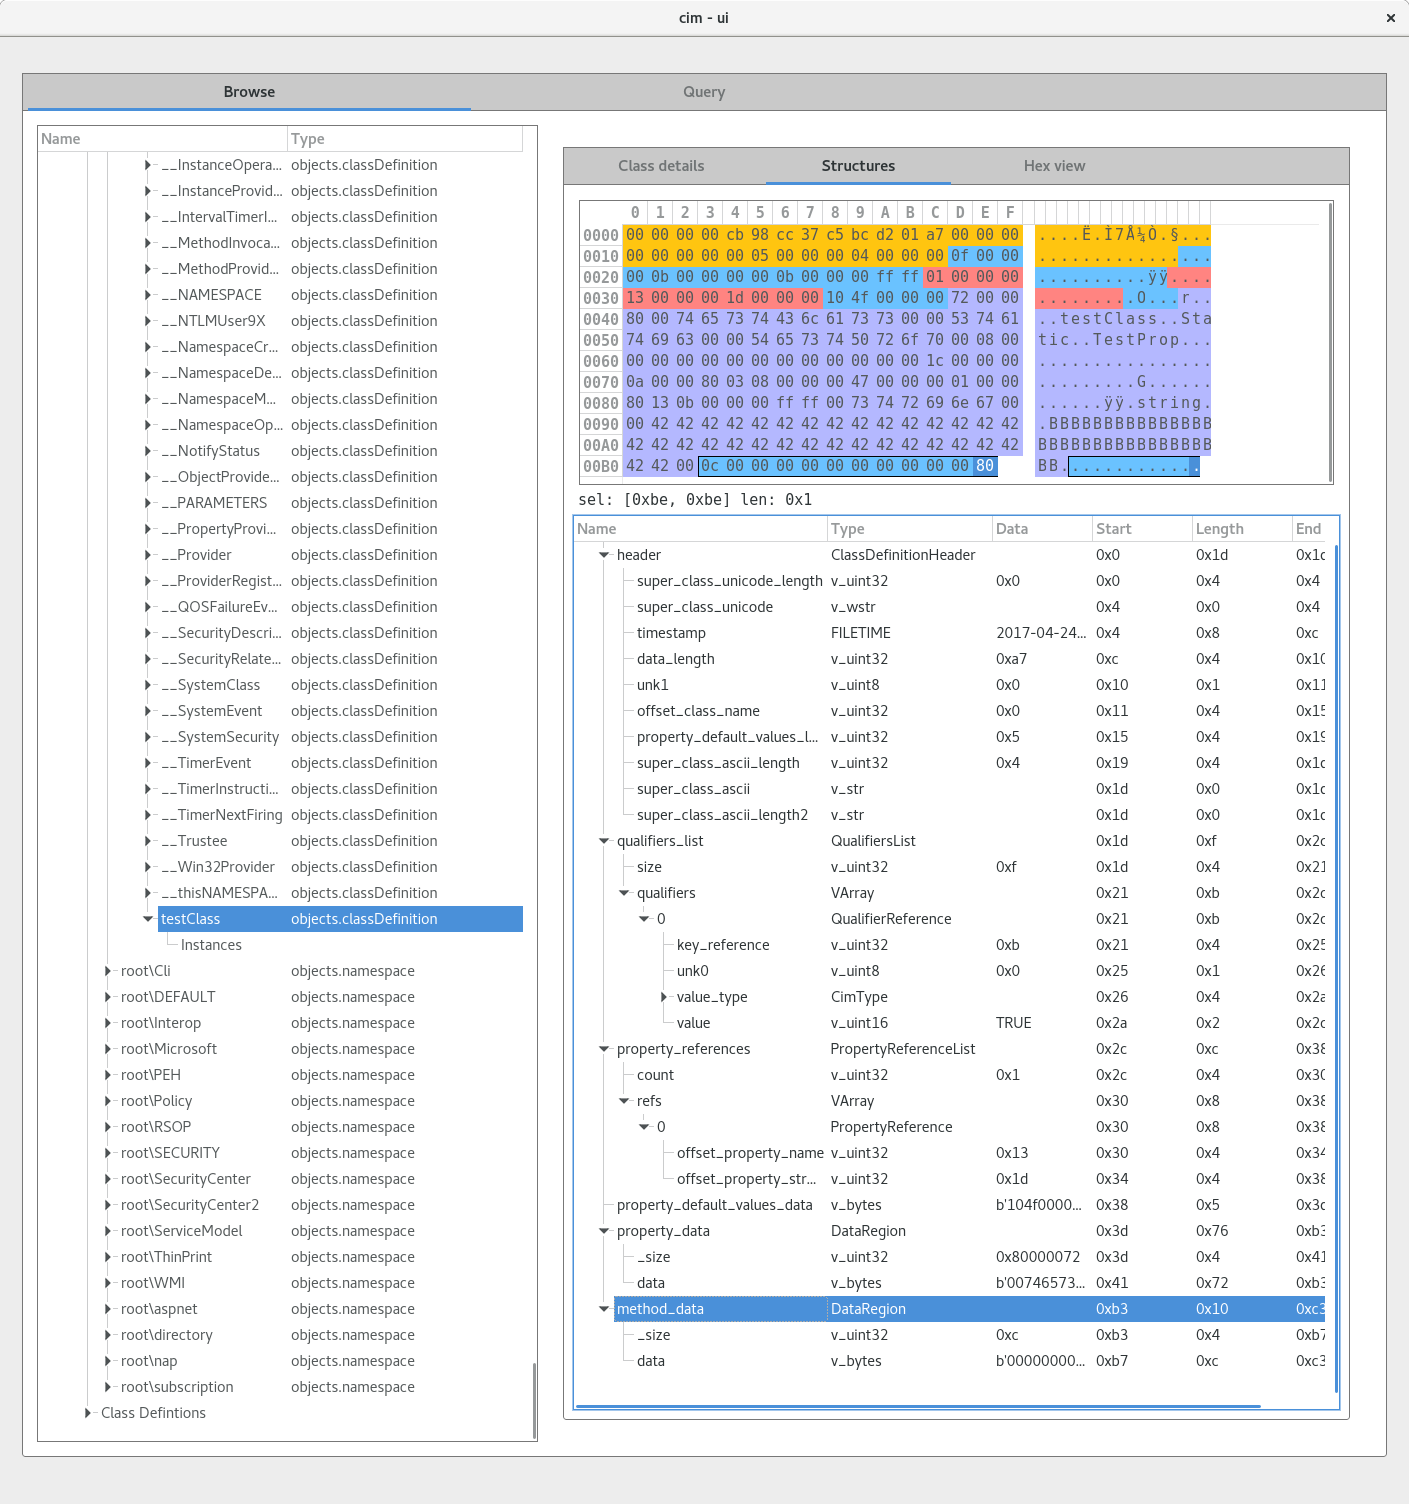 cim - ui
×
Browse Query
Name Type
__InstanceOpera... objects.classDefinition
__InstanceProvid... objects.classDefinition
__IntervalTimerI... objects.classDefinition
__MethodInvoca... objects.classDefinition
__MethodProvid... objects.classDefinition
__NAMESPACE objects.classDefinition
__NTLMUser9X objects.classDefinition
__NamespaceCr... objects.classDefinition
__NamespaceDe... objects.classDefinition
__NamespaceM... objects.classDefinition
__NamespaceOp... objects.classDefinition
__NotifyStatus objects.classDefinition
__ObjectProvide... objects.classDefinition
__PARAMETERS objects.classDefinition
__PropertyProvi... objects.classDefinition
__Provider objects.classDefinition
__ProviderRegist... objects.classDefinition
__QOSFailureEv... objects.classDefinition
__SecurityDescri... objects.classDefinition
__SecurityRelate... objects.classDefinition
__SystemClass objects.classDefinition
__SystemEvent objects.classDefinition
__SystemSecurity objects.classDefinition
__TimerEvent objects.classDefinition
__TimerInstructi... objects.classDefinition
__TimerNextFiring objects.classDefinition
__Trustee objects.classDefinition
__Win32Provider objects.classDefinition
__thisNAMESPA... objects.classDefinition
testClass objects.classDefinition
Instances
root\Cli objects.namespace
root\DEFAULT objects.namespace
root\Interop objects.namespace
root\Microsoft objects.namespace
root\PEH objects.namespace
root\Policy objects.namespace
root\RSOP objects.namespace
root\SECURITY objects.namespace
root\SecurityCenter objects.namespace
root\SecurityCenter2 objects.namespace
root\ServiceModel objects.namespace
root\ThinPrint objects.namespace
root\WMI objects.namespace
root\aspnet objects.namespace
root\directory objects.namespace
root\nap objects.namespace
root\subscription objects.namespace
Class Defintions
Class details Structures Hex view
0 1 2 3 4 5 6 7 8 9 A B C D E F
0000 00 00 00 00 cb 98 cc 37 c5 bc d2 01 a7 00 00 00 ....Ë.Ì7Å¼Ò.§...
0010 00 00 00 00 00 05 00 00 00 04 00 00 00 0f 00 00 ................
0020 00 0b 00 00 00 00 0b 00 00 00 ff ff 01 00 00 00 ..........ÿÿ....
0030 13 00 00 00 1d 00 00 00 10 4f 00 00 00 72 00 00 .........O...r..
0040 80 00 74 65 73 74 43 6c 61 73 73 00 00 53 74 61 ..testClass..Sta
0050 74 69 63 00 00 54 65 73 74 50 72 6f 70 00 08 00 tic..TestProp...
0060 00 00 00 00 00 00 00 00 00 00 00 00 1c 00 00 00 ................
0070 0a 00 00 80 03 08 00 00 00 47 00 00 00 01 00 00 .........G......
0080 80 13 0b 00 00 00 ff ff 00 73 74 72 69 6e 67 00 ......ÿÿ.string.
0090 00 42 42 42 42 42 42 42 42 42 42 42 42 42 42 42 .BBBBBBBBBBBBBBB
00A0 42 42 42 42 42 42 42 42 42 42 42 42 42 42 42 42 BBBBBBBBBBBBBBBB
00B0 42 42 00 0c 00 00 00 00 00 00 00 00 00 00 80 BB.............
sel: [0xbe, 0xbe] len: 0x1
Name Type Data Start Length End
header ClassDefinitionHeader 0x0 0x1d 0x1d
super_class_unicode_length v_uint32 0x0 0x0 0x4 0x4
super_class_unicode v_wstr 0x4 0x0 0x4
timestamp FILETIME 2017-04-24... 0x4 0x8 0xc
data_length v_uint32 0xa7 0xc 0x4 0x10
unk1 v_uint8 0x0 0x10 0x1 0x11
offset_class_name v_uint32 0x0 0x11 0x4 0x15
property_default_values_l... v_uint32 0x5 0x15 0x4 0x19
super_class_ascii_length v_uint32 0x4 0x19 0x4 0x1d
super_class_ascii v_str 0x1d 0x0 0x1d
super_class_ascii_length2 v_str 0x1d 0x0 0x1d
qualifiers_list QualifiersList 0x1d 0xf 0x2c
size v_uint32 0xf 0x1d 0x4 0x21
qualifiers VArray 0x21 0xb 0x2c
0 QualifierReference 0x21 0xb 0x2c
key_reference v_uint32 0xb 0x21 0x4 0x25
unk0 v_uint8 0x0 0x25 0x1 0x26
value_type CimType 0x26 0x4 0x2a
value v_uint16 TRUE 0x2a 0x2 0x2c
property_references PropertyReferenceList 0x2c 0xc 0x38
count v_uint32 0x1 0x2c 0x4 0x30
refs VArray 0x30 0x8 0x38
0 PropertyReference 0x30 0x8 0x38
offset_property_name v_uint32 0x13 0x30 0x4 0x34
offset_property_str... v_uint32 0x1d 0x34 0x4 0x38
property_default_values_data v_bytes b'104f0000... 0x38 0x5 0x3d
property_data DataRegion 0x3d 0x76 0xb3
_size v_uint32 0x80000072 0x3d 0x4 0x41
data v_bytes b'00746573... 0x41 0x72 0xb3
method_data DataRegion 0xb3 0x10 0xc3
_size v_uint32 0xc 0xb3 0x4 0xb7
data v_bytes b'00000000... 0xb7 0xc 0xc3